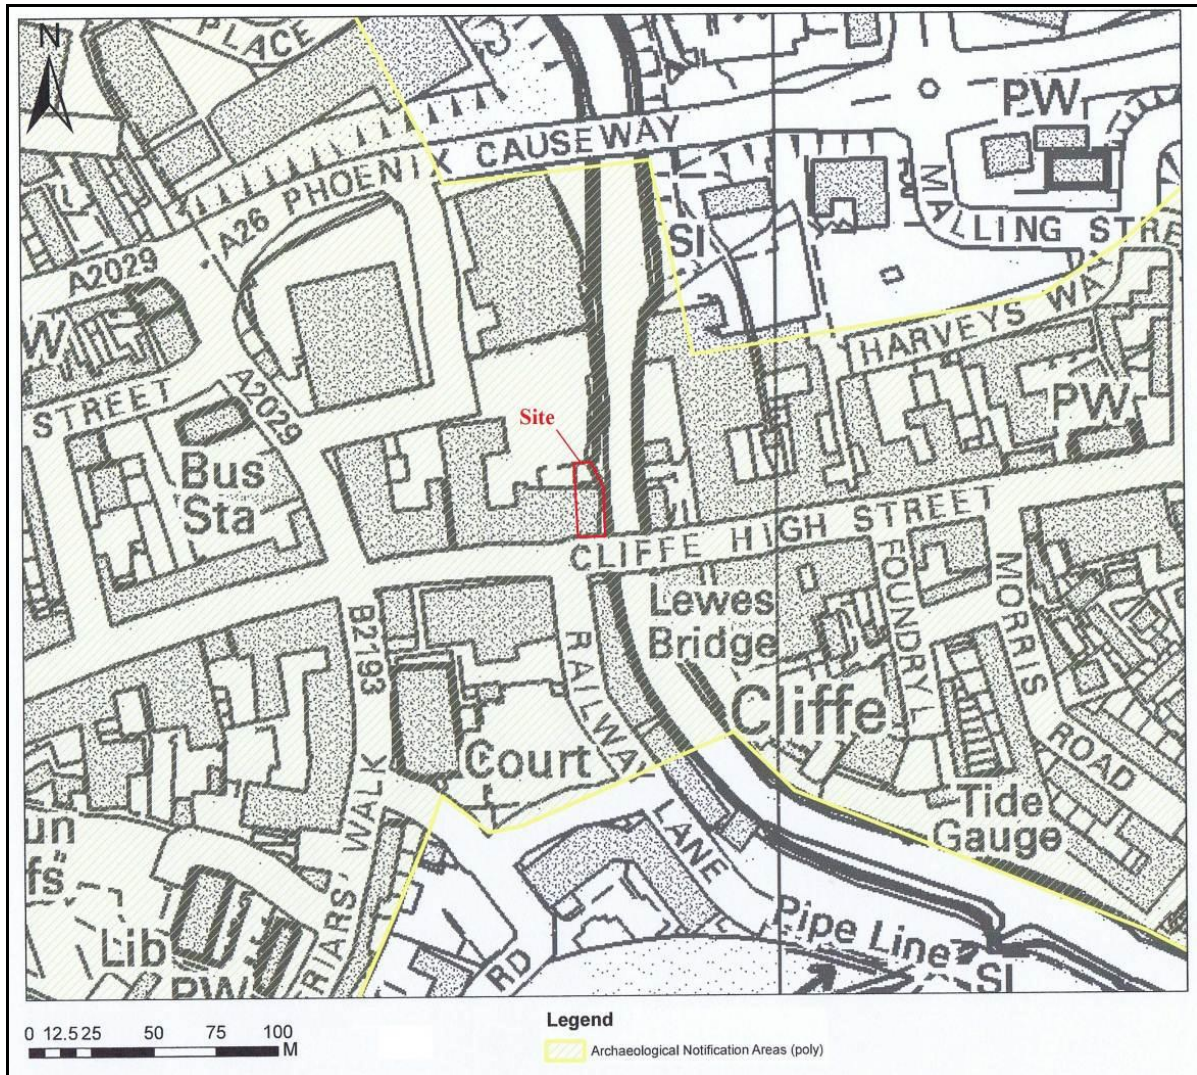 N
PLACE
A26 PHOENIX CAUSEWAY
PW
MALLING STRE
SI
A2029
W
HARVEYS WA
STREET
A2029
PW
Site
Bus
Sta
CLIFFE HIGH STREET
Lewes
Bridge
FOUNDRY L
MORRIS
ROAD
B2193
RAILWAY
LANE
Cliffe
Court
Tide
Gauge
WALK
un
fs"
RIARS'
Lib
PW
RD
Pipe Line
SI
0 12.5 25 50 75 100
M
Legend
Archaeological Notification Areas (poly)